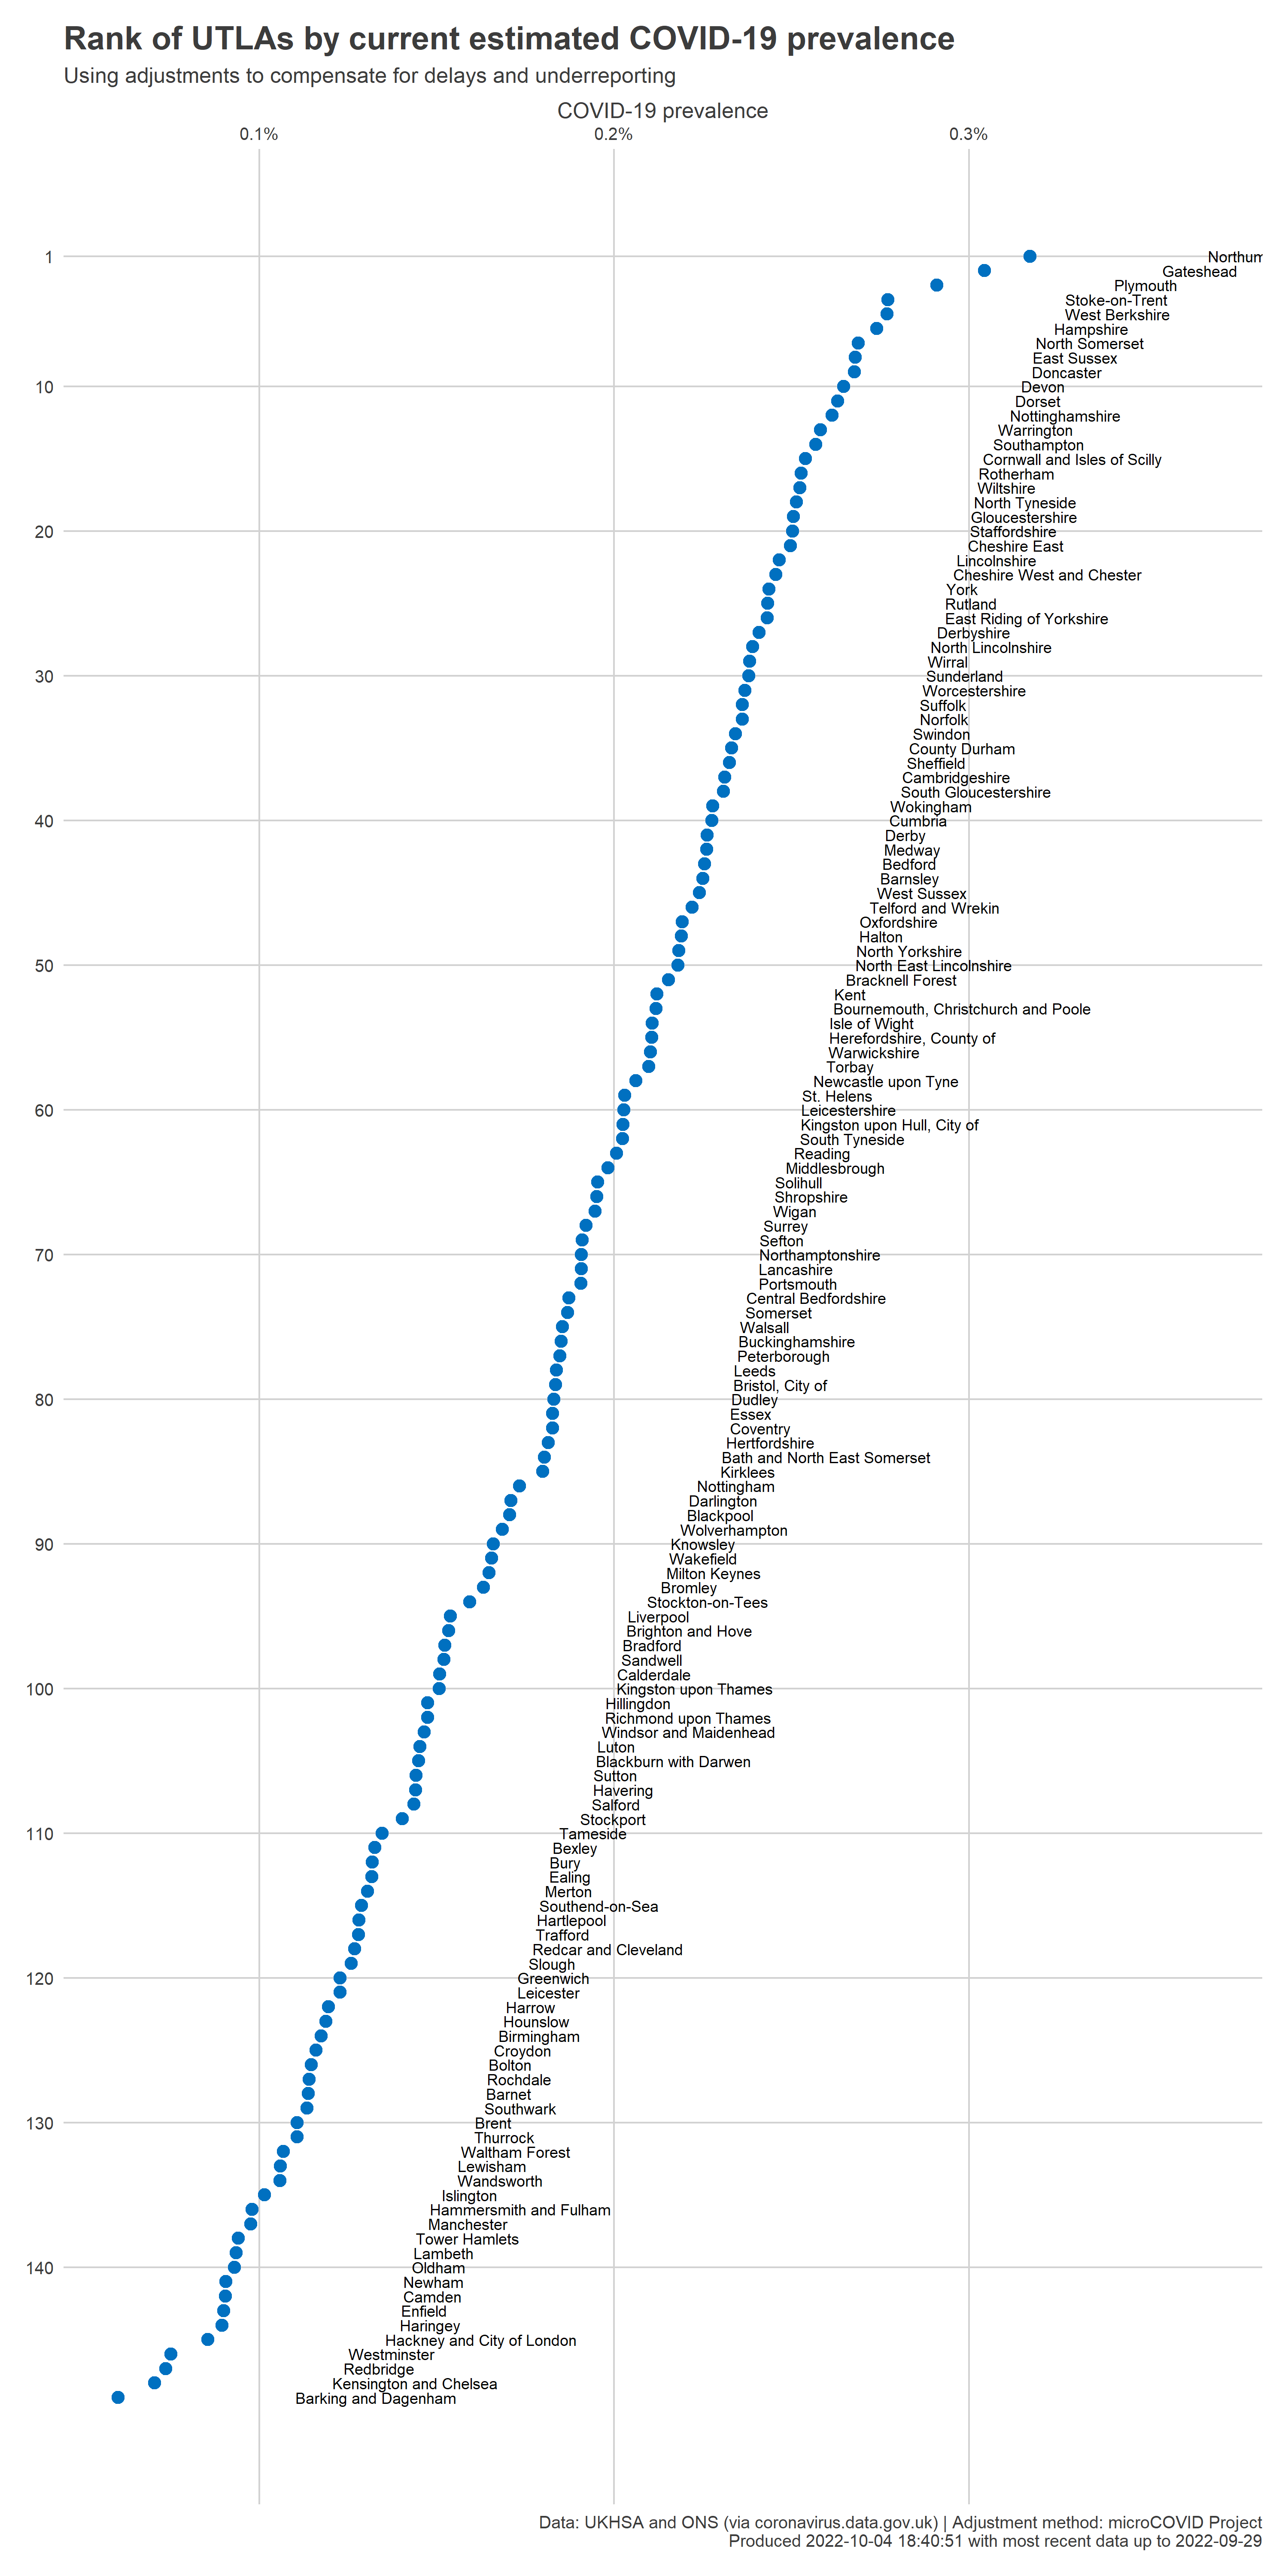 Rank of UTLAs by current estimated COVID-19 prevalence
Using adjustments to compensate for delays and underreporting
COVID-19 prevalence
0.1% 0.2% 0.3%
1 Northum
Gateshead
Plymouth
Stoke-on-Trent
West Berkshire
Hampshire
North Somerset
East Sussex
Doncaster
10 Devon
Dorset
Nottinghamshire
Warrington
Southampton
Cornwall and Isles of Scilly
Rotherham
Wiltshire
North Tyneside
Gloucestershire
20 Staffordshire
Cheshire East
Lincolnshire
Cheshire West and Chester
York
Rutland
East Riding of Yorkshire
Derbyshire
North Lincolnshire
Wirral
30 Sunderland
Worcestershire
Suffolk
Norfolk
Swindon
County Durham
Sheffield
Cambridgeshire
South Gloucestershire
Wokingham
40 Cumbria
Derby
Medway
Bedford
Barnsley
West Sussex
Telford and Wrekin
Oxfordshire
Halton
North Yorkshire
50 North East Lincolnshire
Bracknell Forest
Kent
Bournemouth, Christchurch and Poole
Isle of Wight
Herefordshire, County of
Warwickshire
Torbay
Newcastle upon Tyne
St. Helens
60 Leicestershire
Kingston upon Hull, City of
South Tyneside
Reading
Middlesbrough
Solihull
Shropshire
Wigan
Surrey
Sefton
70 Northamptonshire
Lancashire
Portsmouth
Central Bedfordshire
Somerset
Walsall
Buckinghamshire
Peterborough
Leeds
Bristol, City of
80 Dudley
Essex
Coventry
Hertfordshire
Bath and North East Somerset
Kirklees
Nottingham
Darlington
Blackpool
Wolverhampton
90 Knowsley
Wakefield
Milton Keynes
Bromley
Stockton-on-Tees
Liverpool
Brighton and Hove
Bradford
Sandwell
Calderdale
100 Kingston upon Thames
Hillingdon
Richmond upon Thames
Windsor and Maidenhead
Luton
Blackburn with Darwen
Sutton
Havering
Salford
Stockport
110 Tameside
Bexley
Bury
Ealing
Merton
Southend-on-Sea
Hartlepool
Trafford
Redcar and Cleveland
Slough
120 Greenwich
Leicester
Harrow
Hounslow
Birmingham
Croydon
Bolton
Rochdale
Barnet
Southwark
130 Brent
Thurrock
Waltham Forest
Lewisham
Wandsworth
Islington
Hammersmith and Fulham
Manchester
Tower Hamlets
Lambeth
140 Oldham
Newham
Camden
Enfield
Haringey
Hackney and City of London
Westminster
Redbridge
Kensington and Chelsea
Barking and Dagenham
Data: UKHSA and ONS (via coronavirus.data.gov.uk) | Adjustment method: microCOVID Project
Produced 2022-10-04 18:40:51 with most recent data up to 2022-09-29